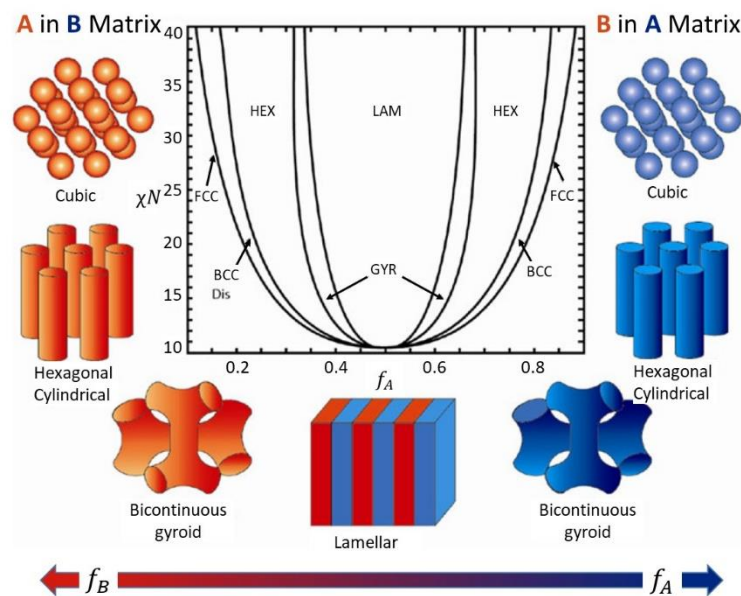 A in B Matrix
B in A Matrix
Cubic
Hexagonal
Cylindrical
40
35
30
25
χN
20
15
10
HEX
LAM
HEX
FCC
FCC
BCC
Dis
GYR
BCC
0.2
0.4
0.6
0.8
f_A
Cubic
Hexagonal
Cylindrical
Bicontinuous
gyroid
Lamellar
Bicontinuous
gyroid
f_B
f_A